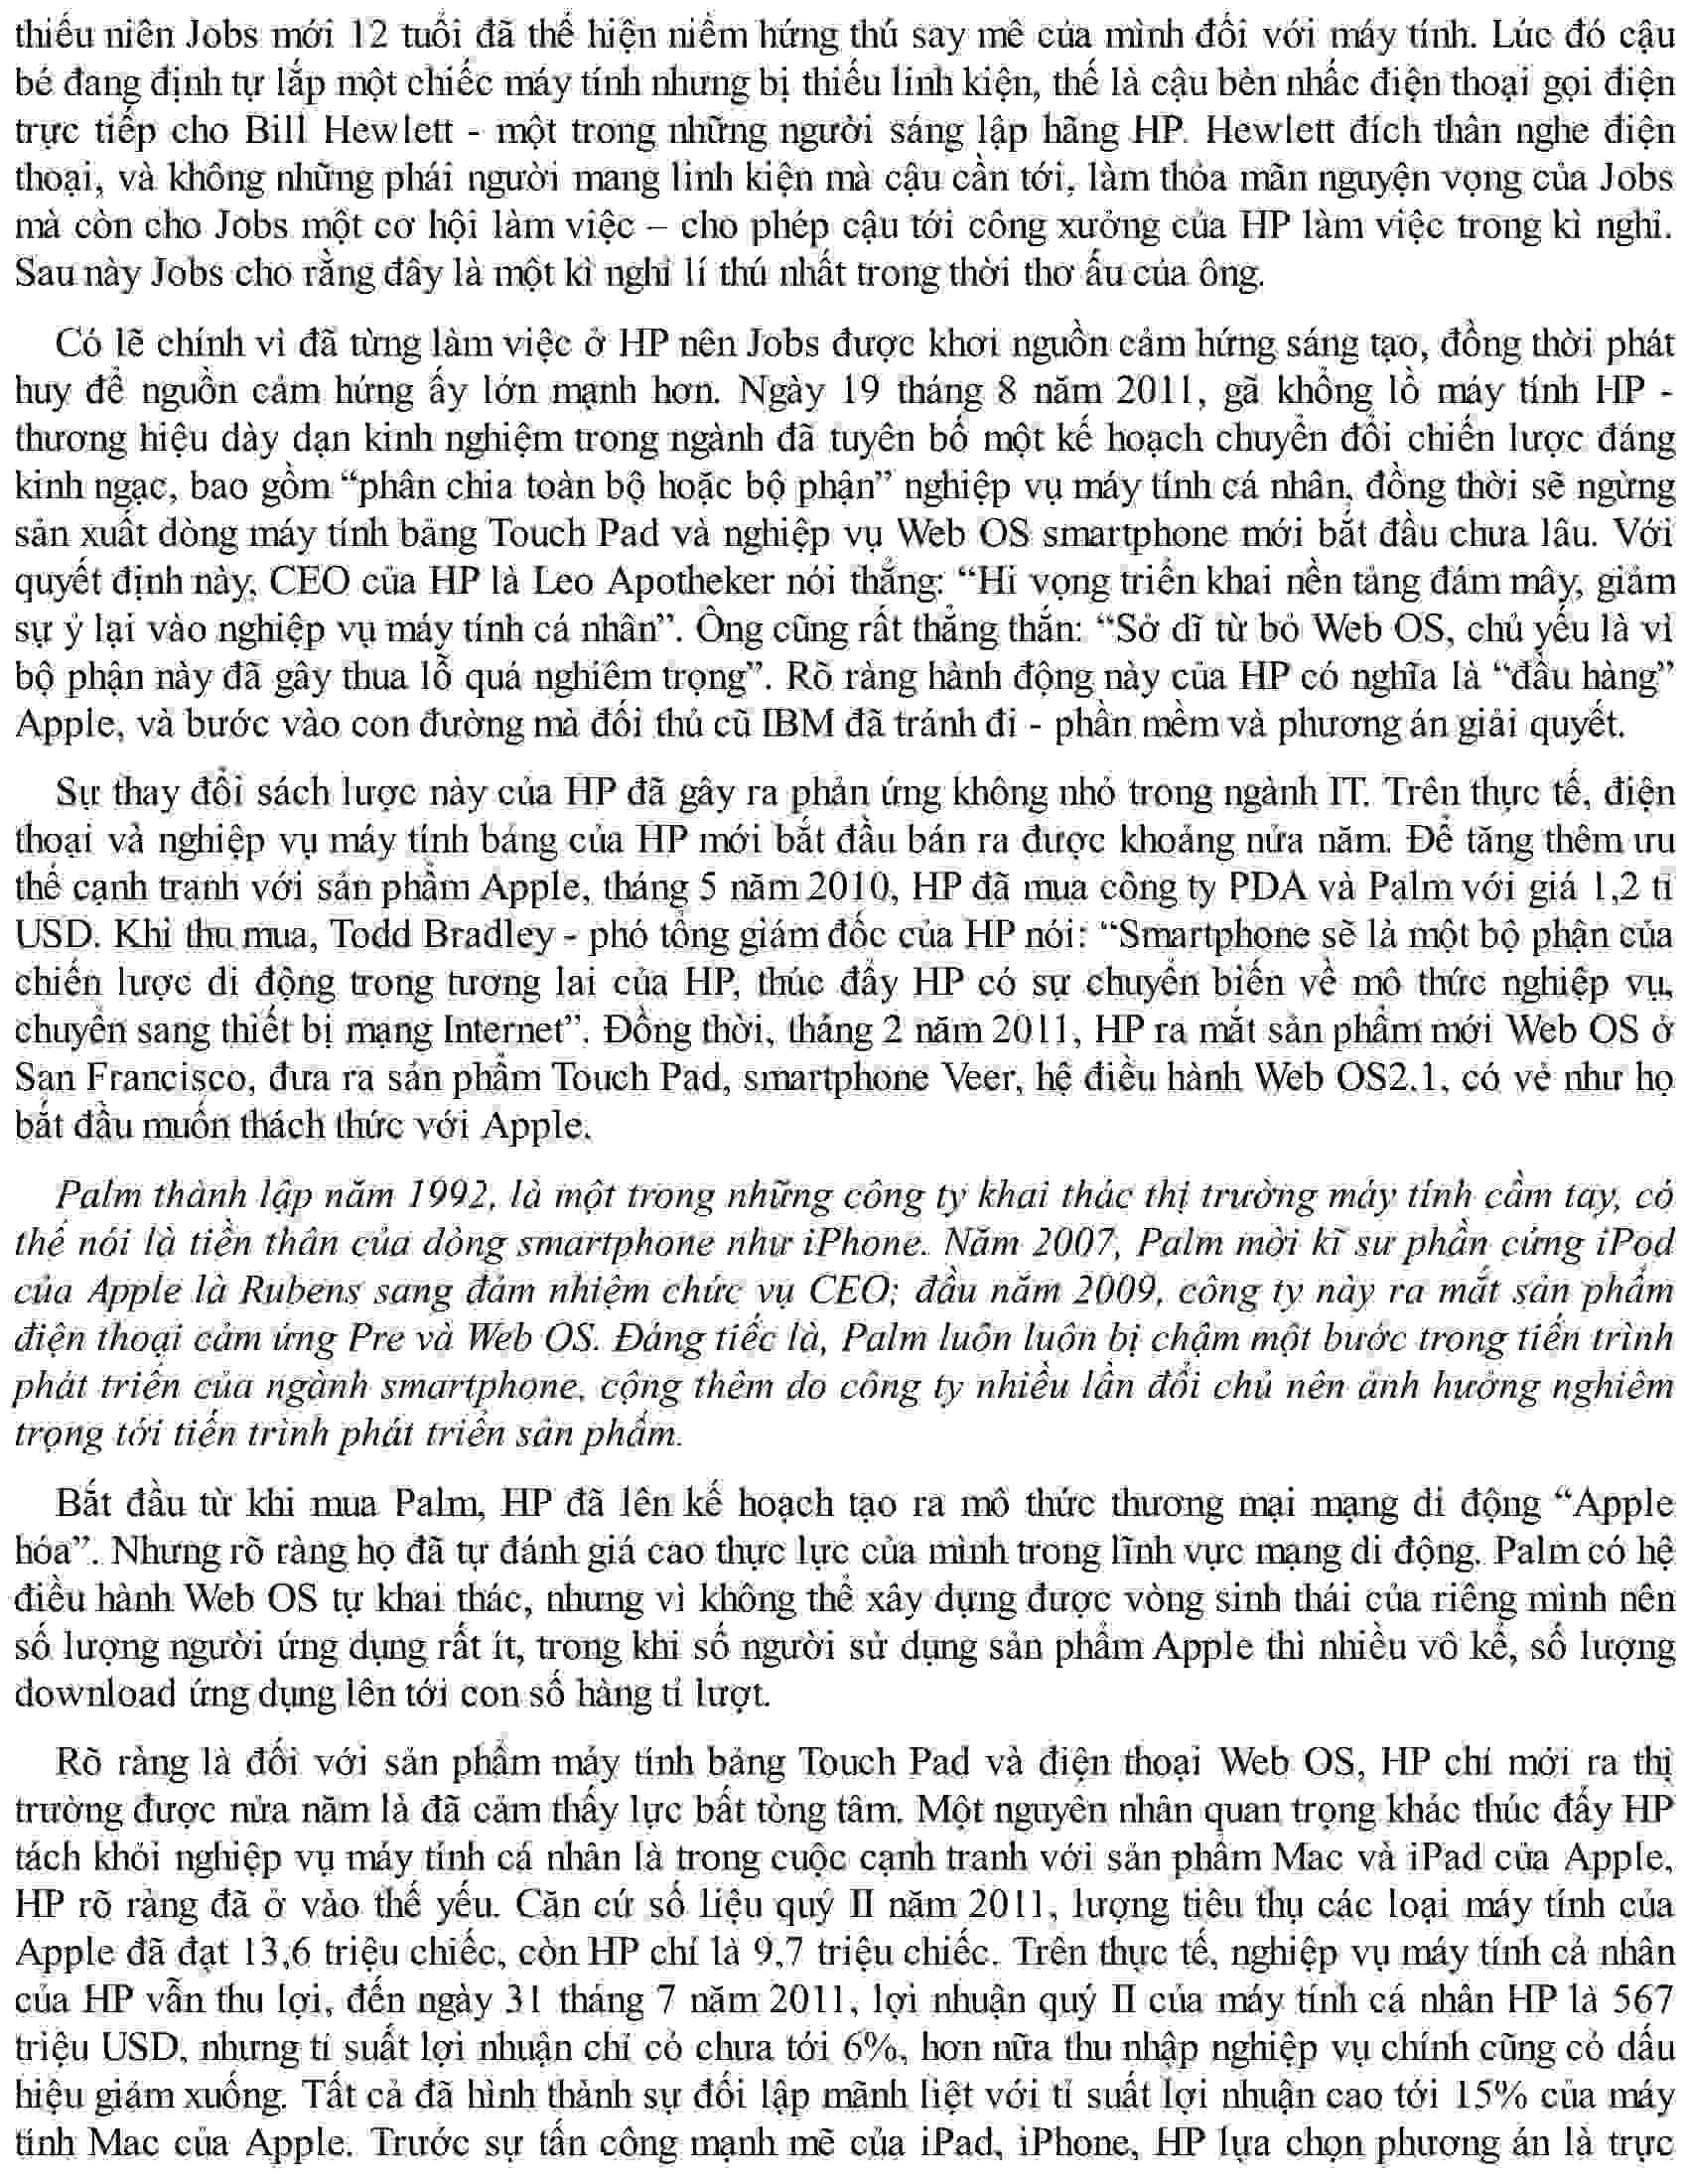 thiếu niên Jobs mới 12 tuổi đã thể hiện niềm hứng thú say mê của mình đối với máy tính. Lúc đó cậu
bé đang định tự lắp một chiếc máy tính nhưng bị thiếu linh kiện, thế là cậu bèn nhấc điện thoại gọi điện
trực tiếp cho Bill Hewlett - một trong những người sáng lập hãng HP. Hewlett đích thân nghe điện
thoại, và không những phái người mang linh kiện mà cậu cần tới, làm thỏa mãn nguyện vọng của Jobs
mà còn cho Jobs một cơ hội làm việc – cho phép cậu tới công xưởng của HP làm việc trong kì nghỉ.
Sau này Jobs cho rằng đây là một kì nghỉ lí thú nhất trong thời thơ ấu của ông.
Có lẽ chính vì đã từng làm việc ở HP nên Jobs được khơi nguồn cảm hứng sáng tạo, đồng thời phát
huy để nguồn cảm hứng ấy lớn mạnh hơn. Ngày 19 tháng 8 năm 2011, gã khổng lồ máy tính HP -
thương hiệu dày dạn kinh nghiệm trong ngành đã tuyên bố một kế hoạch chuyển đổi chiến lược đáng
kinh ngạc, bao gồm “phân chia toàn bộ hoặc bộ phận” nghiệp vụ máy tính cá nhân, đồng thời sẽ ngừng
sản xuất dòng máy tính bảng Touch Pad và nghiệp vụ Web OS smartphone mới bắt đầu chưa lâu. Với
quyết định này, CEO của HP là Leo Apotheker nói thẳng: “Hi vọng triển khai nền tảng đám mây, giảm
sự ỷ lại vào nghiệp vụ máy tính cá nhân”. Ông cũng rất thẳng thắn: “Sở dĩ từ bỏ Web OS, chủ yếu là vì
bộ phận này đã gây thua lỗ quá nghiêm trọng”. Rõ ràng hành động này của HP có nghĩa là “đầu hàng”
Apple, và bước vào con đường mà đối thủ cũ IBM đã tránh đi - phần mềm và phương án giải quyết.
Sự thay đổi sách lược này của HP đã gây ra phản ứng không nhỏ trong ngành IT. Trên thực tế, điện
thoại và nghiệp vụ máy tính bảng của HP mới bắt đầu bán ra được khoảng nửa năm. Để tăng thêm ưu
thế cạnh tranh với sản phẩm Apple, tháng 5 năm 2010, HP đã mua công ty PDA và Palm với giá 1,2 tỉ
USD. Khi thu mua, Todd Bradley - phó tổng giám đốc của HP nói: “Smartphone sẽ là một bộ phận của
chiến lược di động trong tương lai của HP, thúc đẩy HP có sự chuyển biến về mô thức nghiệp vụ,
chuyển sang thiết bị mạng Internet”. Đồng thời, tháng 2 năm 2011, HP ra mắt sản phẩm mới Web OS ở
San Francisco, đưa ra sản phẩm Touch Pad, smartphone Veer, hệ điều hành Web OS2.1, có vẻ như họ
bắt đầu muốn thách thức với Apple.
Palm thành lập năm 1992, là một trong những công ty khai thác thị trường máy tính cầm tay, có
thể nói là tiền thân của dòng smartphone như iPhone. Năm 2007, Palm mời kĩ sư phần cứng iPod
của Apple là Rubens sang đảm nhiệm chức vụ CEO; đầu năm 2009, công ty này ra mắt sản phẩm
điện thoại cảm ứng Pre và Web OS. Đáng tiếc là, Palm luôn luôn bị chậm một bước trong tiến trình
phát triển của ngành smartphone, cộng thêm do công ty nhiều lần đổi chủ nên ảnh hưởng nghiêm
trọng tới tiến trình phát triển sản phẩm.
Bắt đầu từ khi mua Palm, HP đã lên kế hoạch tạo ra mô thức thương mại mạng di động “Apple
hóa”. Nhưng rõ ràng họ đã tự đánh giá cao thực lực của mình trong lĩnh vực mạng di động. Palm có hệ
điều hành Web OS tự khai thác, nhưng vì không thể xây dựng được vòng sinh thái của riêng mình nên
số lượng người ứng dụng rất ít, trong khi số người sử dụng sản phẩm Apple thì nhiều vô kể, số lượng
download ứng dụng lên tới con số hàng tỉ lượt.
Rõ ràng là đối với sản phẩm máy tính bảng Touch Pad và điện thoại Web OS, HP chỉ mới ra thị
trường được nửa năm là đã cảm thấy lực bất tòng tâm. Một nguyên nhân quan trọng khác thúc đẩy HP
tách khỏi nghiệp vụ máy tính cá nhân là trong cuộc cạnh tranh với sản phẩm Mac và iPad của Apple,
HP rõ ràng đã ở vào thế yếu. Căn cứ số liệu quý II năm 2011, lượng tiêu thụ các loại máy tính của
Apple đã đạt 13,6 triệu chiếc, còn HP chỉ là 9,7 triệu chiếc. Trên thực tế, nghiệp vụ máy tính cá nhân
của HP vẫn thu lợi, đến ngày 31 tháng 7 năm 2011, lợi nhuận quý II của máy tính cá nhân HP là 567
triệu USD, nhưng tỉ suất lợi nhuận chỉ có chưa tới 6%, hơn nữa thu nhập nghiệp vụ chính cũng có dấu
hiệu giảm xuống. Tất cả đã hình thành sự đối lập mãnh liệt với tỉ suất lợi nhuận cao tới 15% của máy
tính Mac của Apple. Trước sự tấn công mạnh mẽ của iPad, iPhone, HP lựa chọn phương án là trực